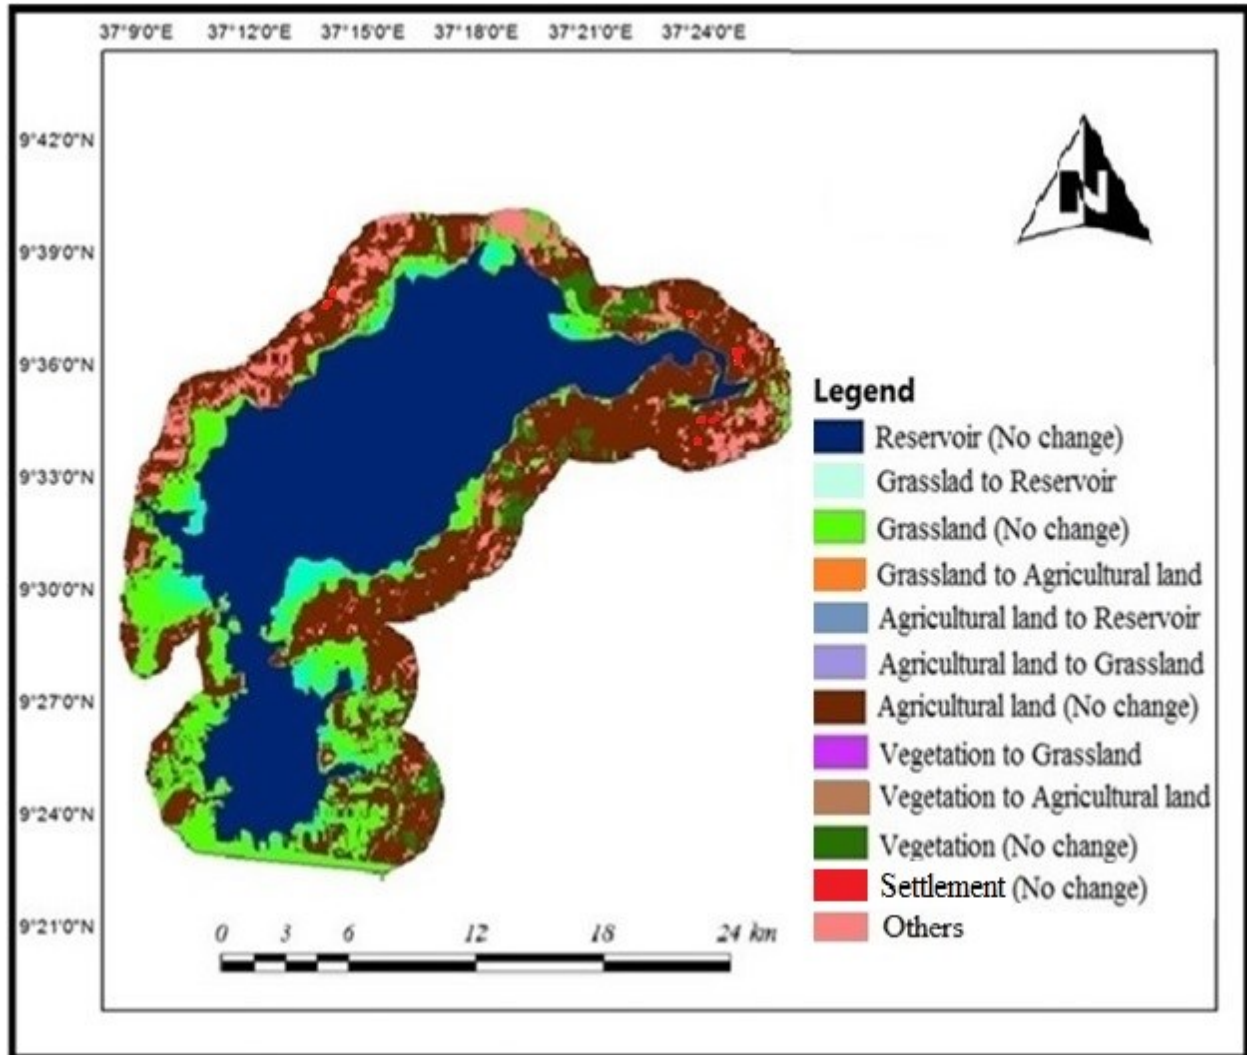 37°9'0"E 37°12'0"E 37°15'0"E 37°18'0"E 37°21'0"E 37°24'0"E
9°42'0"N
9°39'0"N
9°36'0"N
9°33'0"N
9°30'0"N
9°27'0"N
9°24'0"N
9°21'0"N
N
Legend
Reservoir (No change)
Grasslad to Reservoir
Grassland (No change)
Grassland to Agricultural land
Agricultural land to Reservoir
Agricultural land to Grassland
Agricultural land (No change)
Vegetation to Grassland
Vegetation to Agricultural land
Vegetation (No change)
Settlement (No change)
Others
0 3 6 12 18 24 km